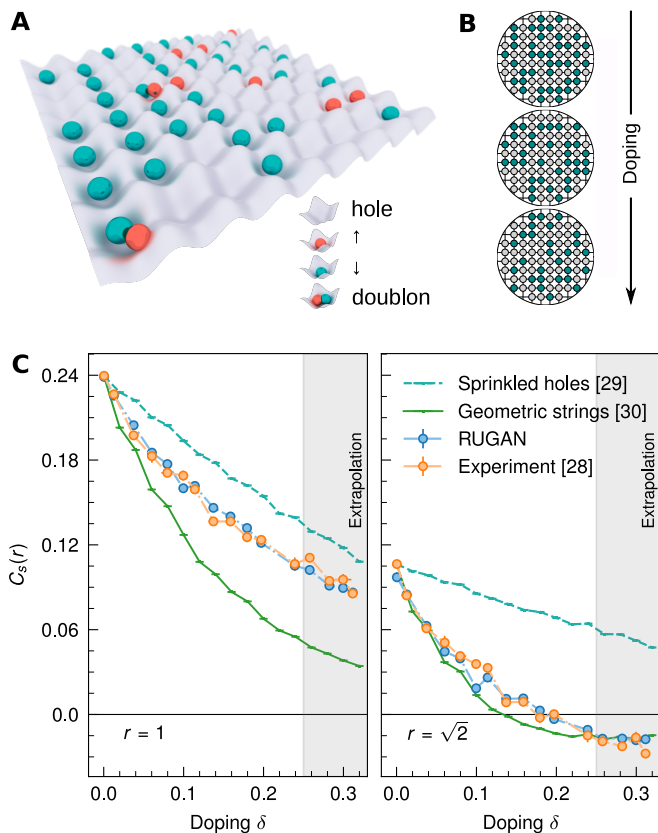 A
B
Doping
hole
↑
↓
doublon
C
Sprinkled holes [29]
Geometric strings [30]
RUGAN
Experiment [28]
Extrapolation
Extrapolation
0.24
0.18
0.12
0.06
0.0
C_s(r)
r = 1
r = √2
0.0 0.1 0.2 0.3
0.0 0.1 0.2 0.3
Doping δ
Doping δ